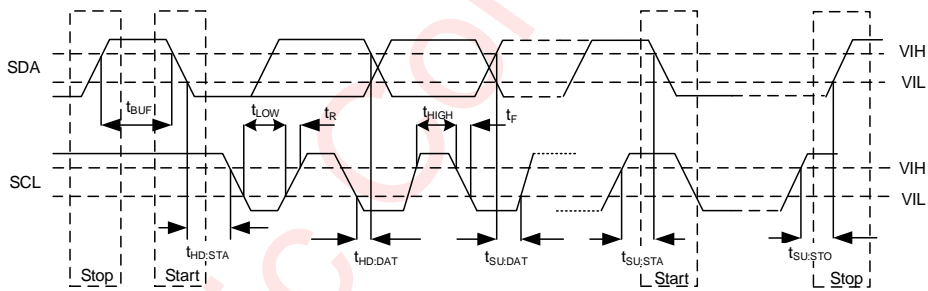 SDA
VIH
VIL
tBUF
tLOW
tR
tHIGH
tF
SCL
VIH
VIL
tHD:STA
tHD:DAT
tSU:DAT
tSU:STA
tSU:STO
Stop
Start
Start
Stop